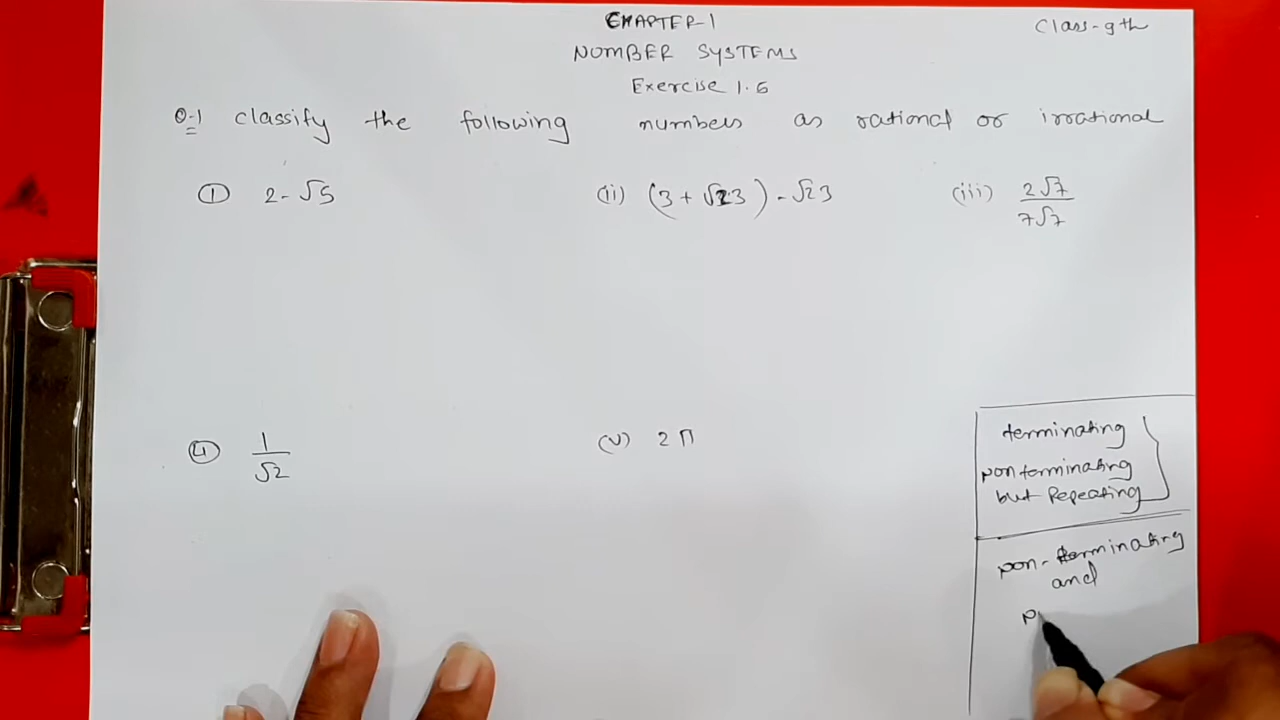 CHAPTER-1
Class-9th
NUMBER SYSTEMS
Exercise 1.5
Q.1 classify the following numbers as rational or irrational
① 2-√5
(ii) (3+√23)-√23
(iii) 2√7
7√7
④ 1
√2
(v) 2π
terminating
non terminating
but Repeating
non-terminating
and